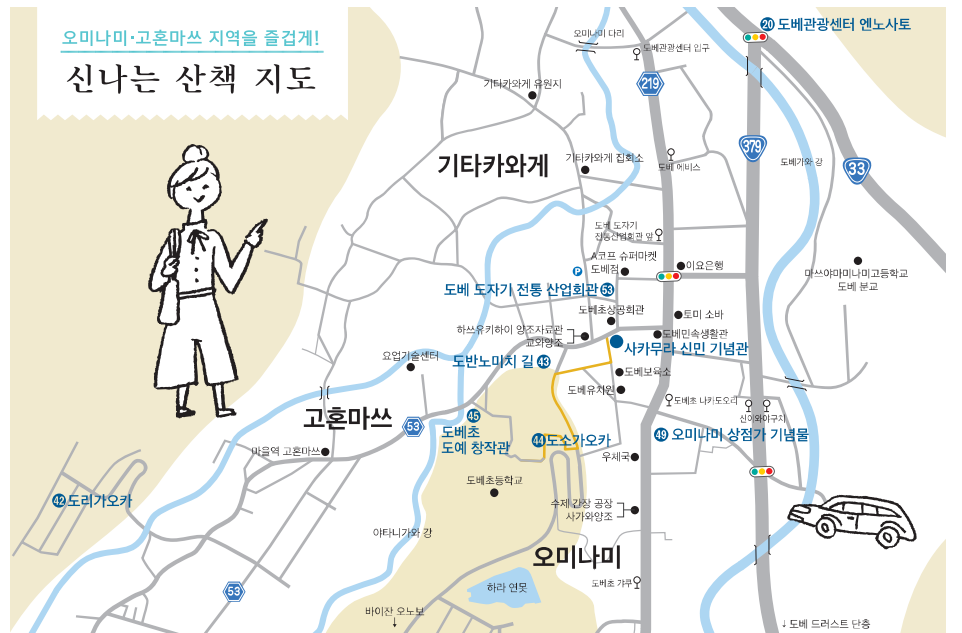 오미나미·고혼마쓰 지역을 즐겁게!
신나는 산책 지도
20 도베관광센터 엔노사토
오미나미 다리
도베관광센터 입구
219
기타카와게 유원지
379
33
도베가와 강
기타카와게
기타카와게 집회소
도베 에비스
도베 도자기
전통산업회관 앞
A코프 슈퍼마켓
도베점
이요은행
마쓰야마미나미고등학교
도베 분교
P
도베 도자기 전통 산업회관 53
도베초상공회관
토미 소바
하쓰유키하이 양조자료관
교와양조
도베민속생활관
사카무라 신민 기념관
요업기술센터
도반노미치 길 43
도베보육소
도베유치원
도베초 나카도오리
신이와이구치
고혼마쓰
53
45
도베초
도예 창작관
44 도소가오카
49 오미나미 상점가 기념물
마을역 고혼마쓰
우체국
42 도리가오카
도베초등학교
수제 간장 공장
사가와양조
야타니가와 강
오미나미
53
하라 연못
도베초 갸쿠
바이잔 오노보
↓
↓ 도베 드러스트 단층